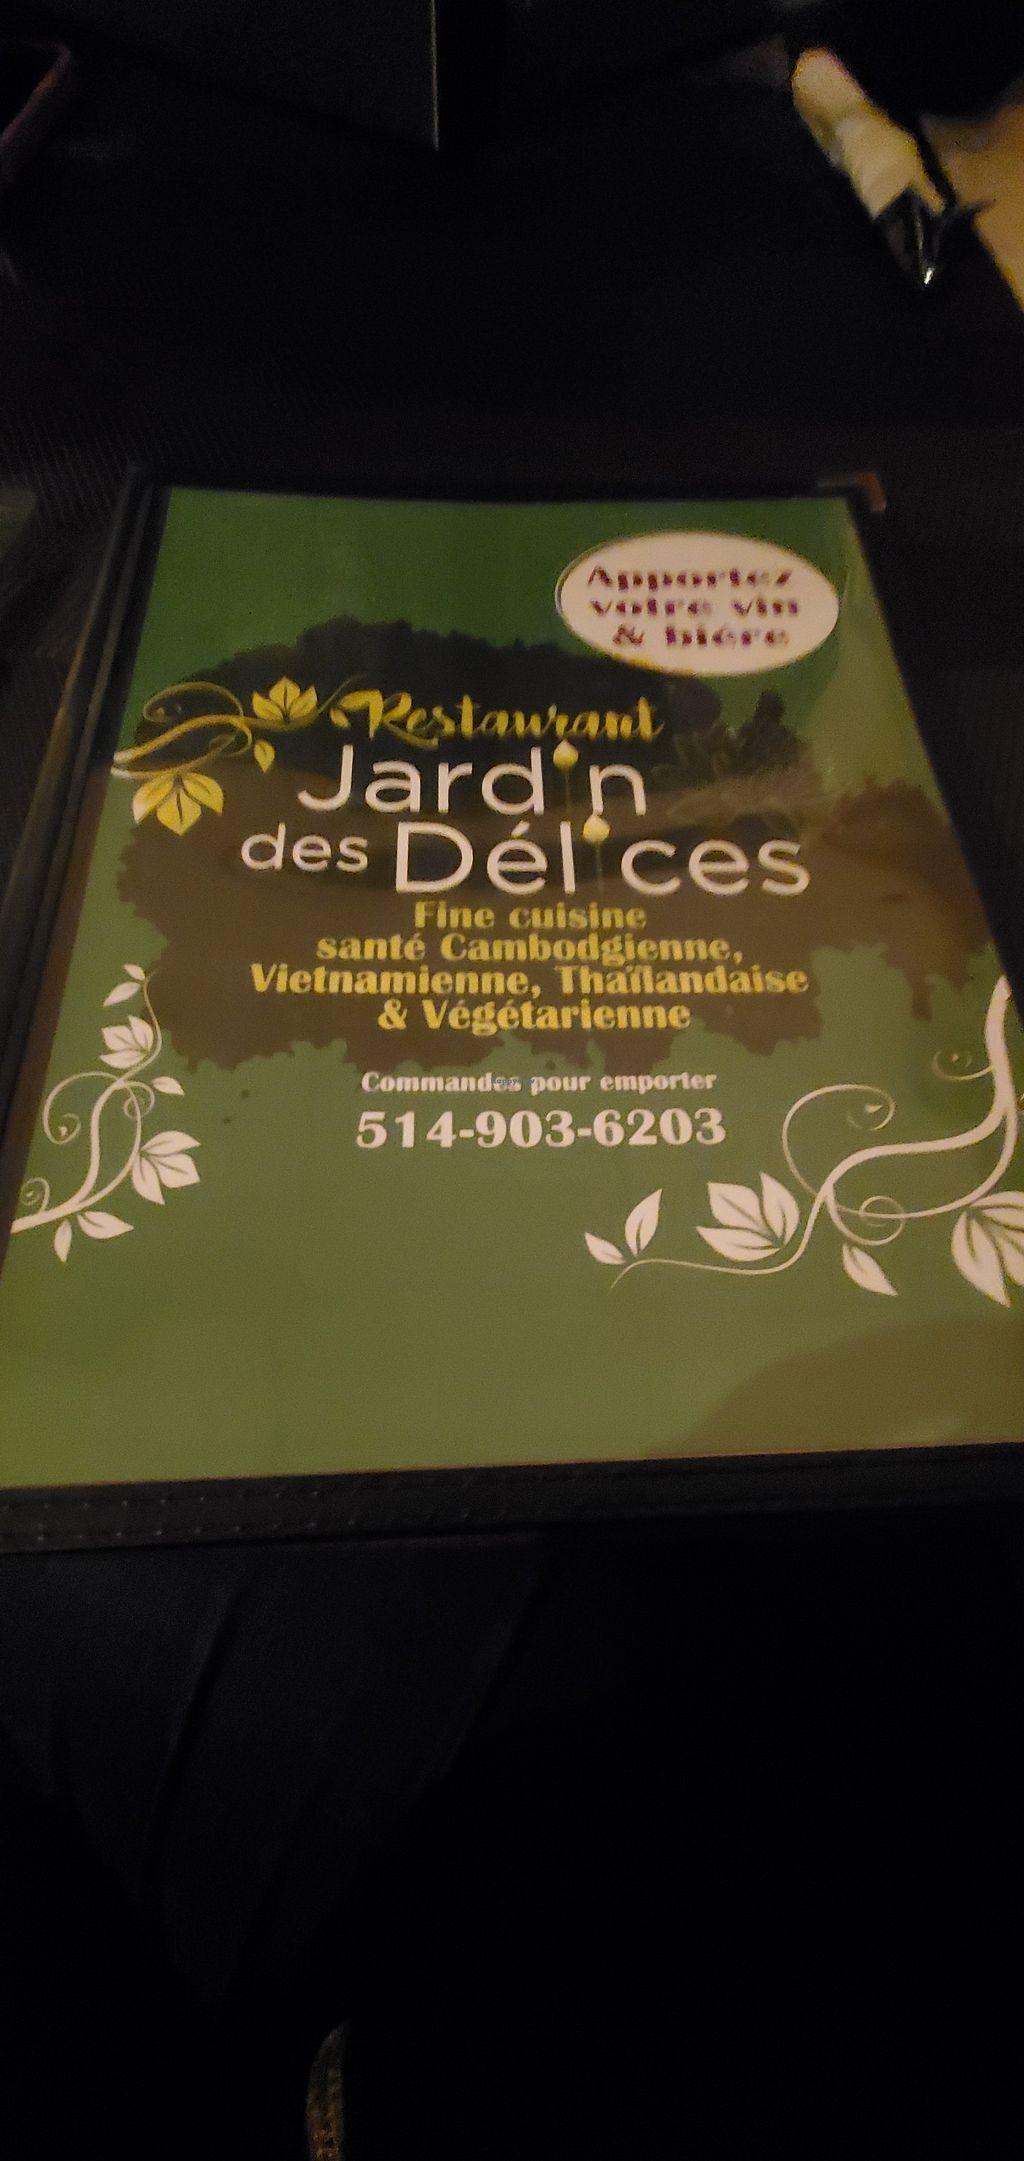 Apportez
votre vin
& bière
Restaurant
Jardin
des Délices
Fine cuisine
santé Cambodgienne,
Vietnamienne, Thaïlandaise
& Végétarienne
Commandes pour emporter
514-903-6203